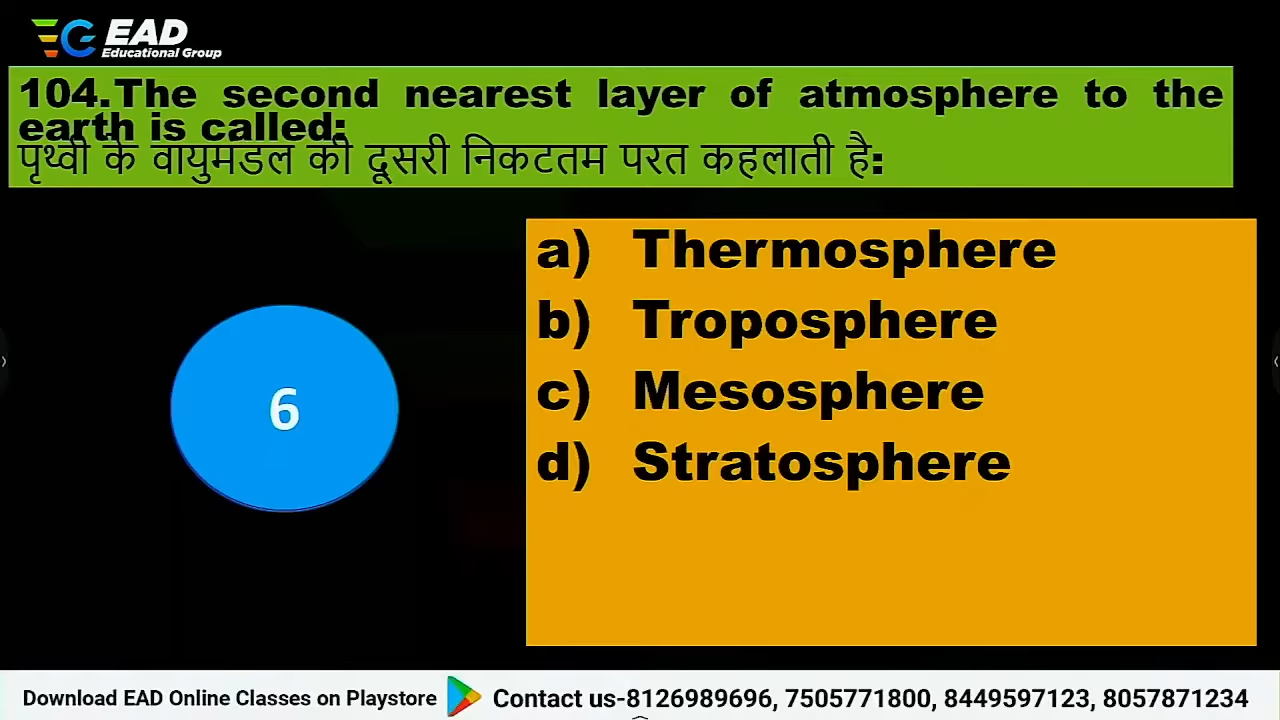 EAD
Educational Group
104.The second nearest layer of atmosphere to the
earth is called:
पृथ्वी के वायुमंडल की दूसरी निकटतम परत कहलाती है:
a) Thermosphere
b) Troposphere
c) Mesosphere
d) Stratosphere
6
Download EAD Online Classes on Playstore Contact us-8126989696, 7505771800, 8449597123, 8057871234